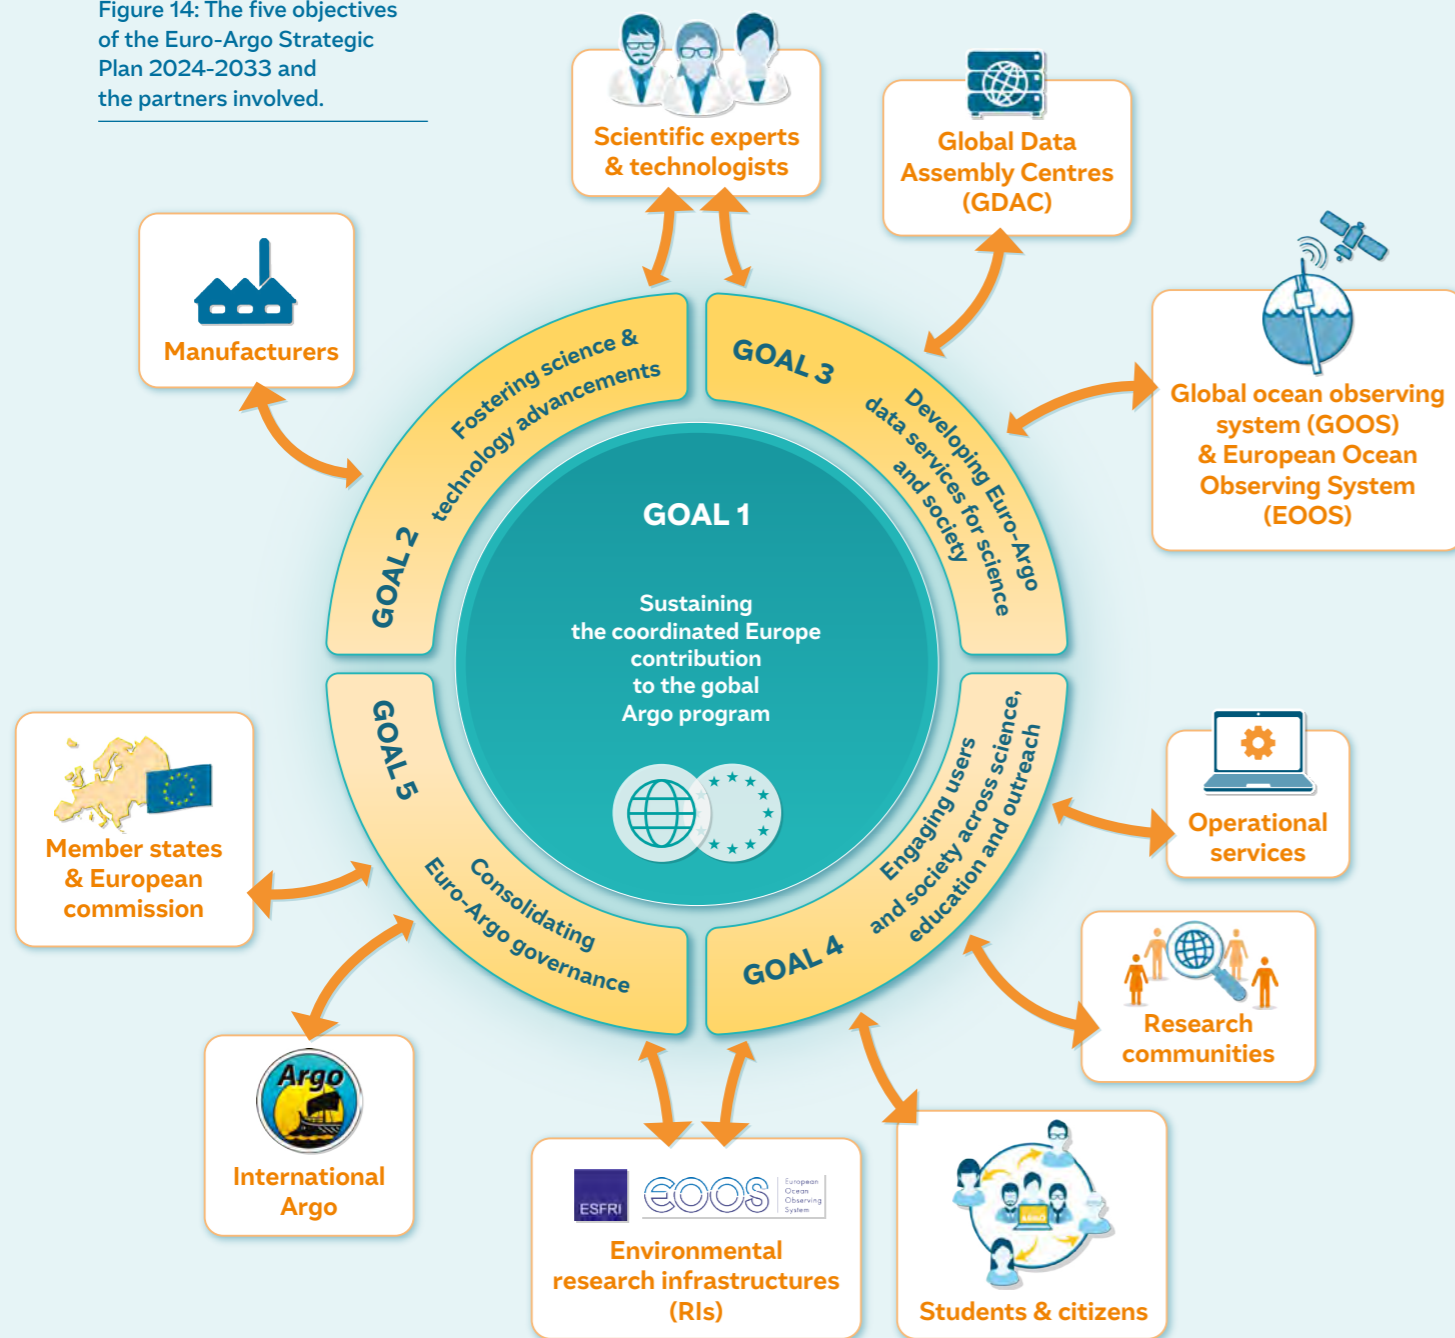 Figure 14: The five objectives
of the Euro-Argo Strategic
Plan 2024-2033 and
the partners involved.
Scientific experts
& technologists
Global Data
Assembly Centres
(GDAC)
Manufacturers
Global ocean observing
system (GOOS)
& European Ocean
Observing System
(EOOS)
GOAL 2
Fostering science &
technology advancements
GOAL 3
Developing Euro-Argo
data services for science
and society
GOAL 1
Sustaining
the coordinated Europe
contribution
to the gobal
Argo program
GOAL 5
Consolidating
Euro-Argo governance
GOAL 4
Engaging users
and society across science,
education and outreach
Member states
& European
commission
Operational
services
Research
communities
Argo
International
Argo
ESFRI
EOOS
European
Ocean
Observing
System
Environmental
research infrastructures
(RIs)
Students & citizens